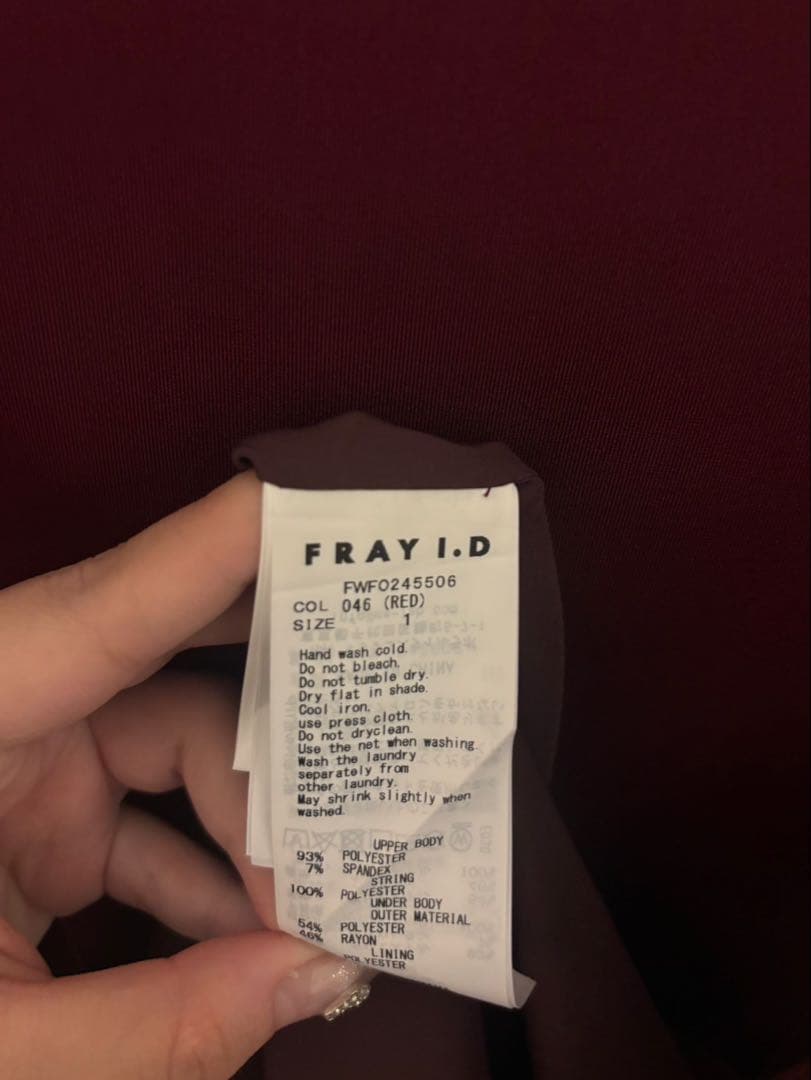 FRAY I.D
FWFO245506
COL 046 (RED)
SIZE 1
Hand wash cold.
Do not bleach.
Do not tumble dry.
Dry flat in shade.
Cool iron.
use press cloth.
Do not dryclean.
Use the net when washing.
Wash the laundry
separately from
other laundry.
May shrink slightly when
washed.
UPPER BODY
93% POLYESTER
7% SPANDEX
STRING
100% POLYESTER
UNDER BODY
OUTER MATERIAL
54% POLYESTER
46% RAYON
LINING
POLYESTER